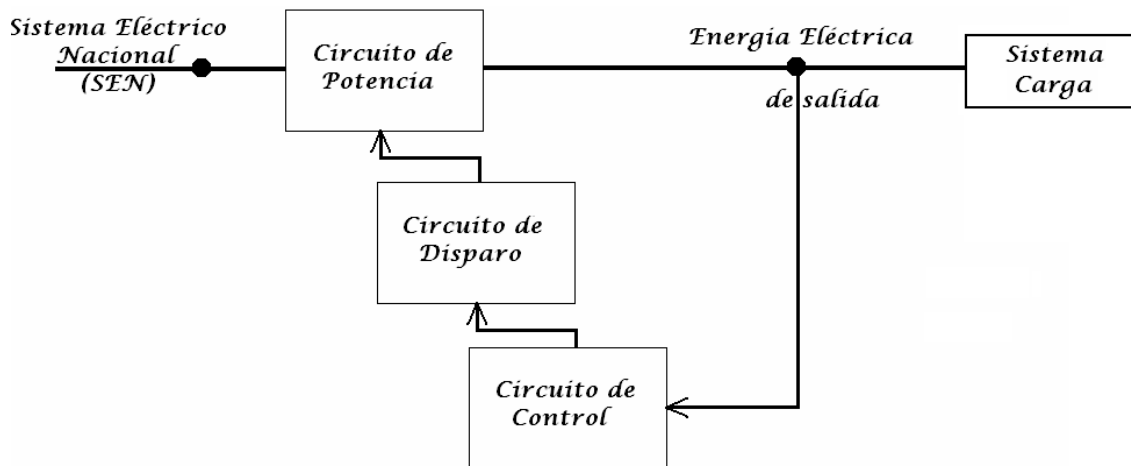 Sistema Eléctrico
Nacional
(SEN)
Circuito de
Potencia
Energia Eléctrica
de salida
Sistema
Carga
Circuito de
Disparo
Circuito de
Control